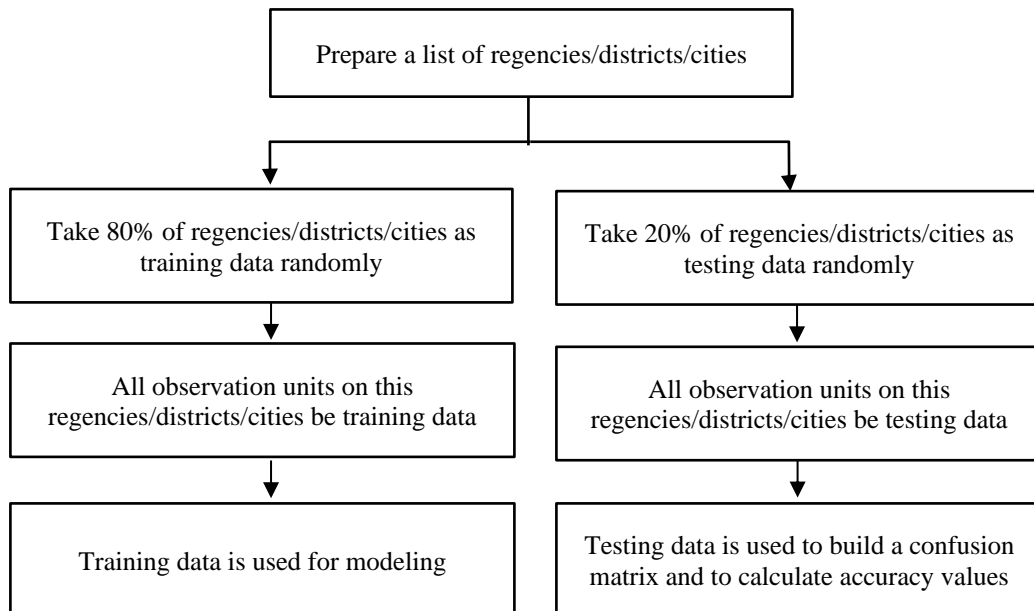 Prepare a list of regencies/districts/cities
Take 80% of regencies/districts/cities as
training data randomly
Take 20% of regencies/districts/cities as
testing data randomly
All observation units on this
regencies/districts/cities be training data
All observation units on this
regencies/districts/cities be testing data
Training data is used for modeling
Testing data is used to build a confusion
matrix and to calculate accuracy values